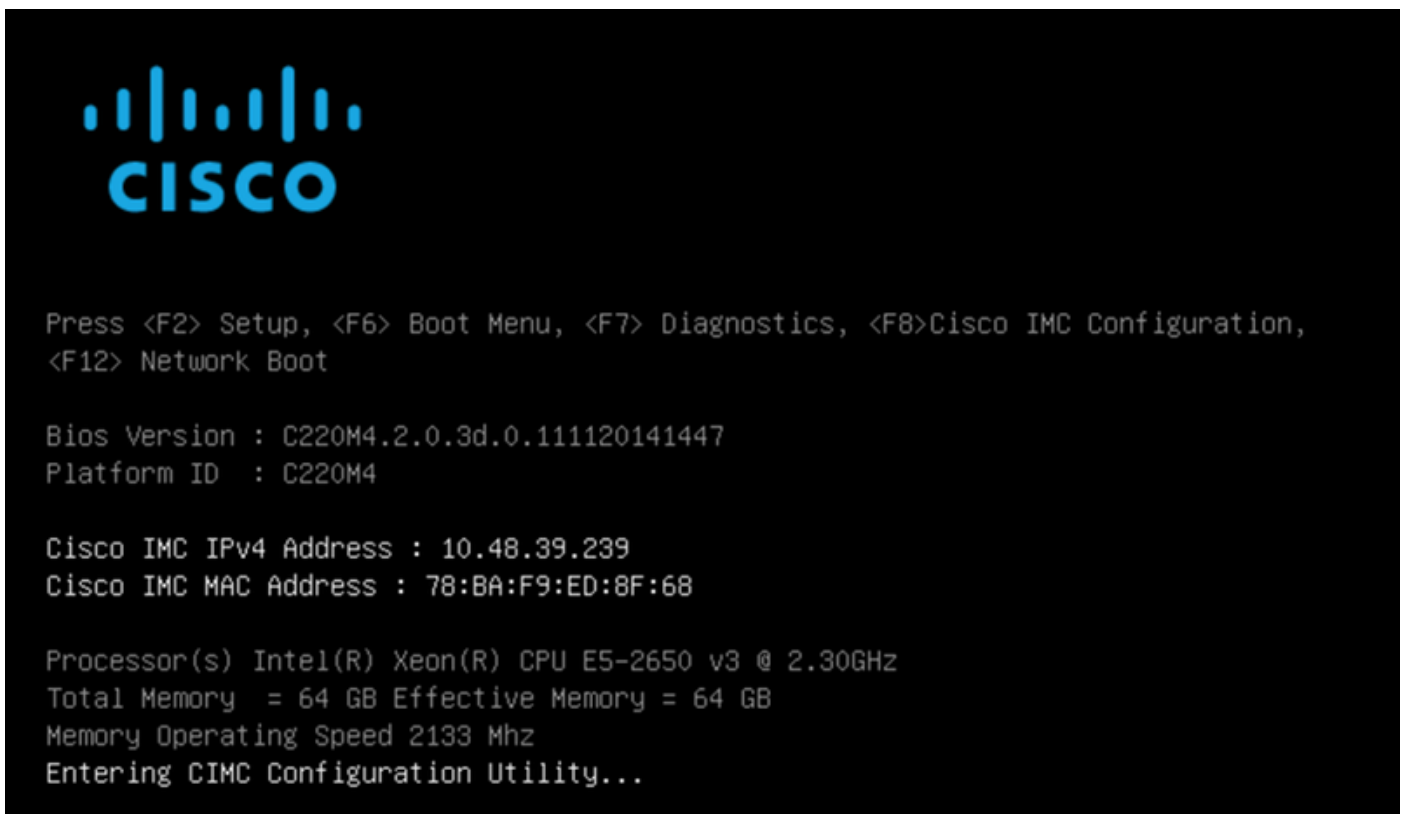 CISCO
Press <F2> Setup, <F6> Boot Menu, <F7> Diagnostics, <F8>Cisco IMC Configuration,
<F12> Network Boot
Bios Version : C220M4.2.0.3d.0.111120141447
Platform ID  : C220M4
Cisco IMC IPv4 Address : 10.48.39.239
Cisco IMC MAC Address : 78:BA:F9:ED:8F:68
Processor(s) Intel(R) Xeon(R) CPU E5-2650 v3 @ 2.30GHz
Total Memory  = 64 GB Effective Memory = 64 GB
Memory Operating Speed 2133 Mhz
Entering CIMC Configuration Utility...